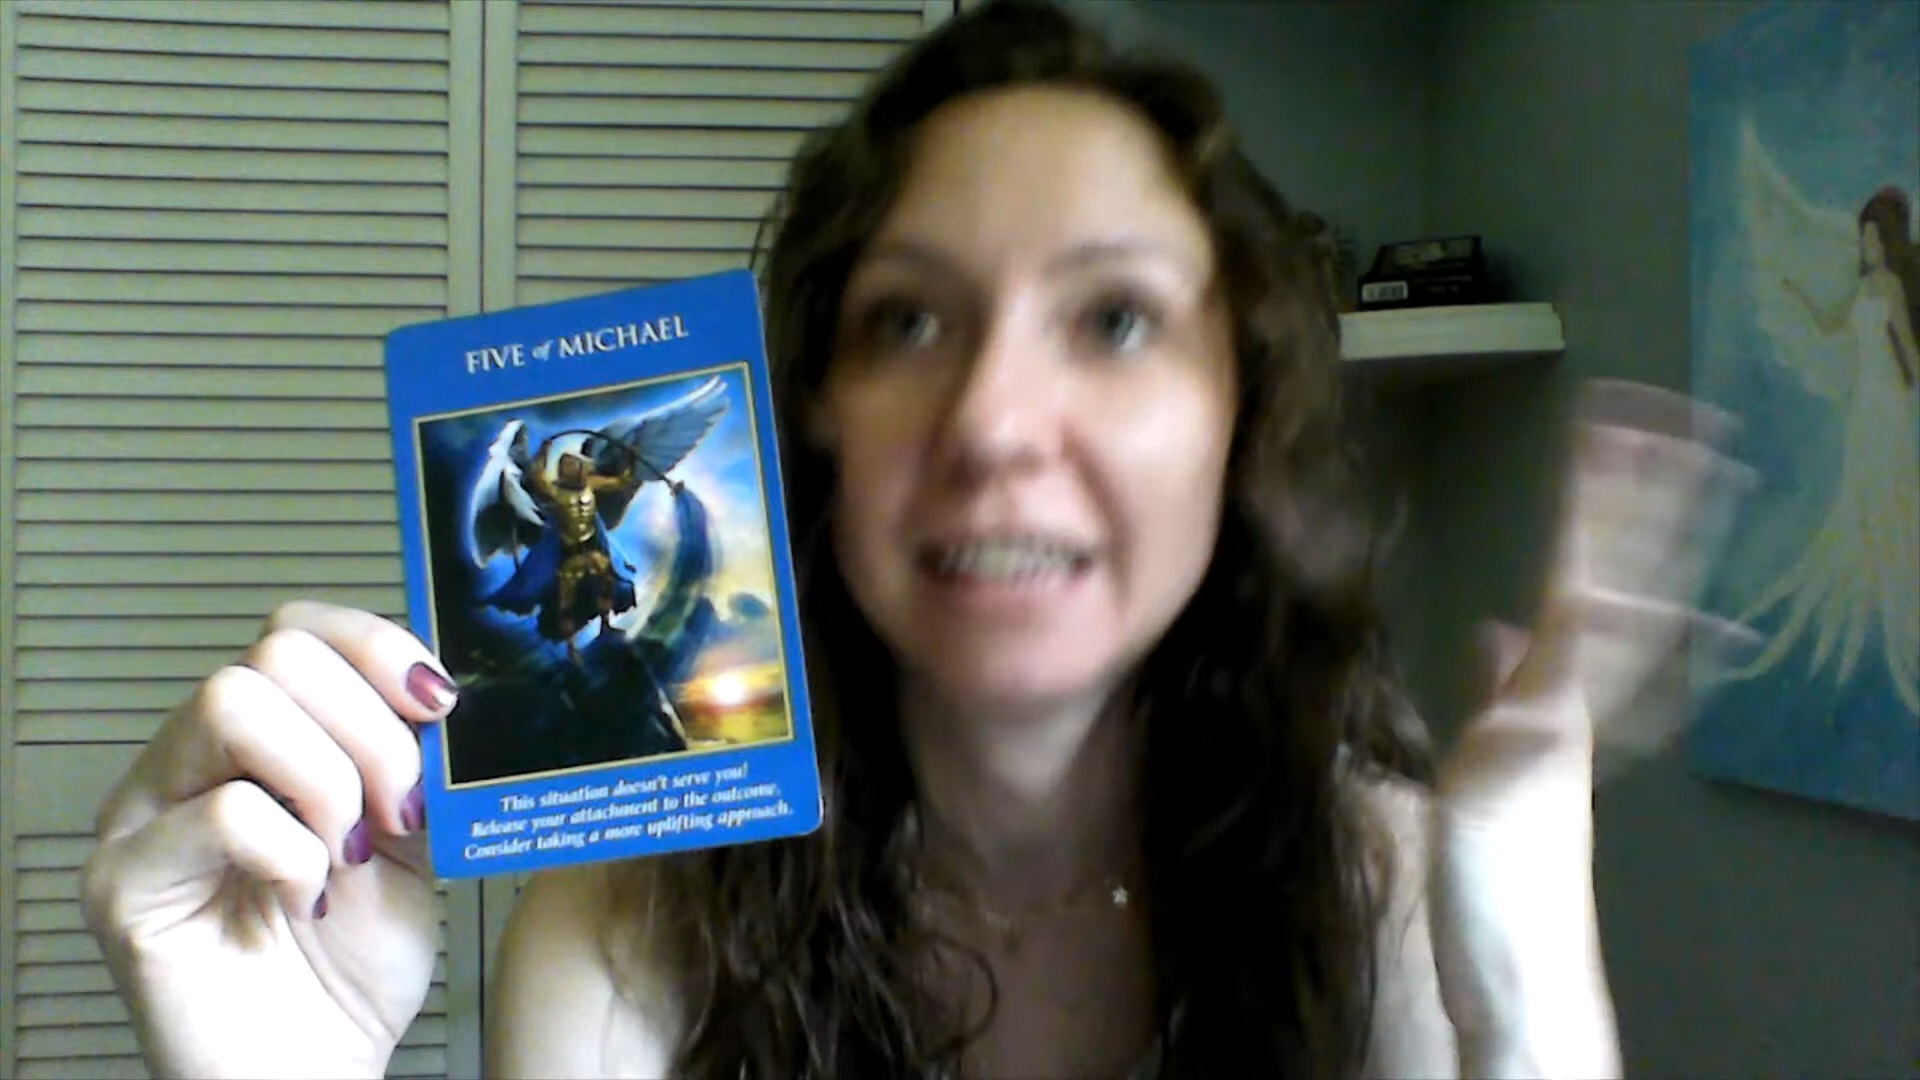 FIVE of MICHAEL
This situation doesn't serve you!
Release your attachment to the outcome.
Consider taking a more uplifting approach.